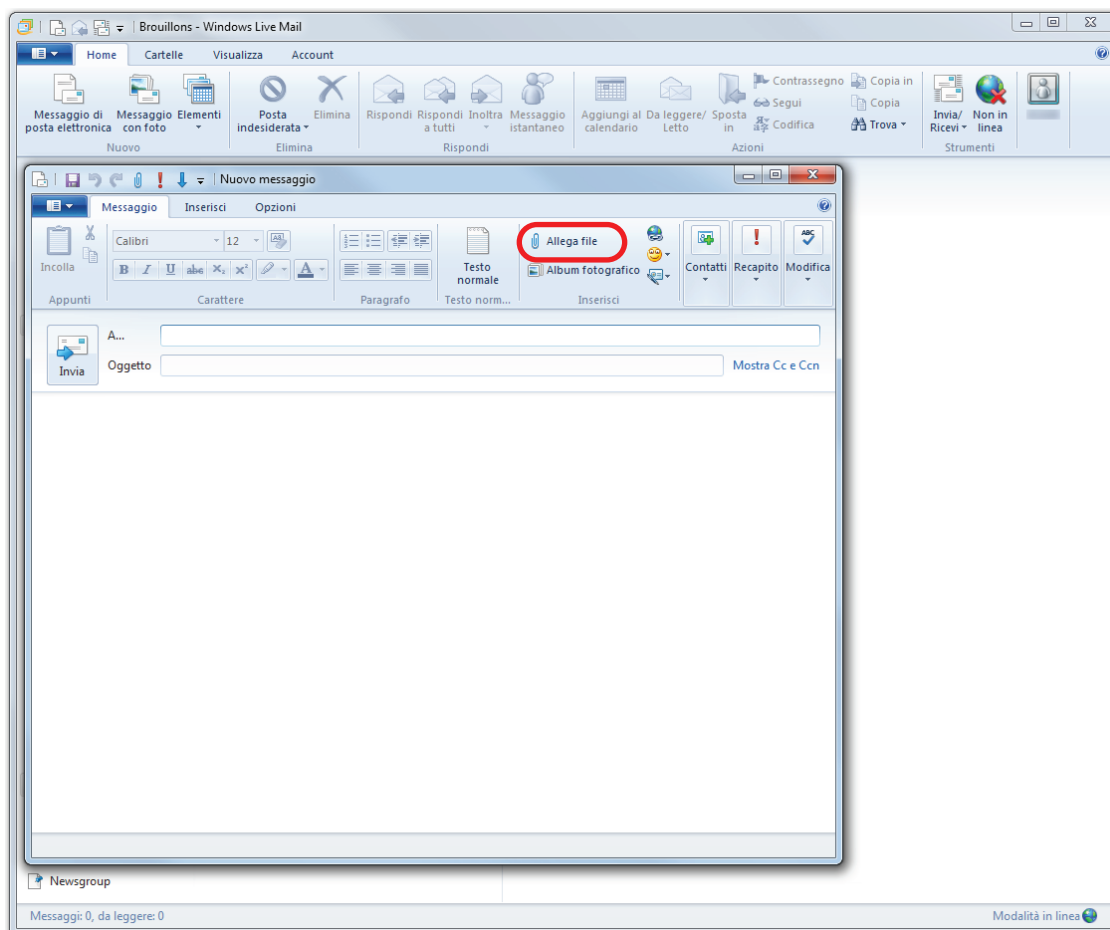 Brouillons - Windows Live Mail
Home Cartelle Visualizza Account
Messaggio di posta elettronica
Messaggio con foto
Elementi
Nuovo
Posta indesiderata
Elimina
Elimina
Rispondi
Rispondi a tutti
Inoltra
Messaggio istantaneo
Rispondi
Aggiungi al calendario
Da leggere/ Letto
Sposta in
Contrassegno
Segui
Codifica
Copia in
Copia
Trova
Azioni
Invia/ Ricevi
Non in linea
Strumenti
Nuovo messaggio
Messaggio Inserisci Opzioni
Incolla
Appunti
Calibri 12
B I U abc X₂ X² A
Carattere
Paragrafo
Testo normale
Testo norm...
Allega file
Album fotografico
Inserisci
Contatti
Recapito
ABC
Modifica
Invia
A...
Oggetto
Mostra Cc e Ccn
Newsgroup
Messaggi: 0, da leggere: 0
Modalità in linea